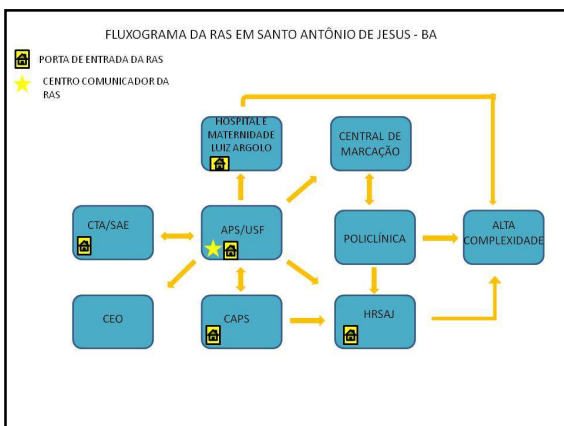 FLUXOGRAMA DA RAS EM SANTO ANTÔNIO DE JESUS - BA
PORTA DE ENTRADA DA RAS
CENTRO COMUNICADOR DA
RAS
HOSPITAL E
MATERNIDADE
LUIZ ARGOLO
CENTRAL DE
MARCAÇÃO
CTA/SAE
APS/USF
POLICLÍNICA
ALTA
COMPLEXIDADE
CEO
CAPS
HRSAJ